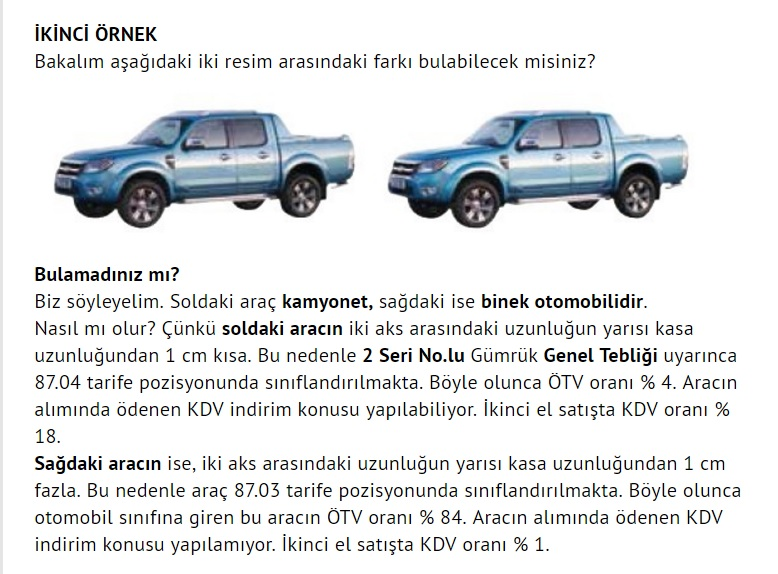 İKİNCİ ÖRNEK
Bakalım aşağıdaki iki resim arasındaki farkı bulabilecek misiniz?
Bulamadınız mı?
Biz söyleyelim. Soldaki araç kamyonet, sağdaki ise binek otomobilidir.
Nasıl mı olur? Çünkü soldaki aracın iki aks arasındaki uzunluğun yarısı kasa
uzunluğundan 1 cm kısa. Bu nedenle 2 Seri No.lu Gümrük Genel Tebliği uyarınca
87.04 tarife pozisyonunda sınıflandırılmakta. Böyle olunca ÖTV oranı % 4. Aracın
alımında ödenen KDV indirim konusu yapılabiliyor. İkinci el satışta KDV oranı %
18.
Sağdaki aracın ise, iki aks arasındaki uzunluğun yarısı kasa uzunluğundan 1 cm
fazla. Bu nedenle araç 87.03 tarife pozisyonunda sınıflandırılmakta. Böyle olunca
otomobil sınıfına giren bu aracın ÖTV oranı % 84. Aracın alımında ödenen KDV
indirim konusu yapılamıyor. İkinci el satışta KDV oranı % 1.